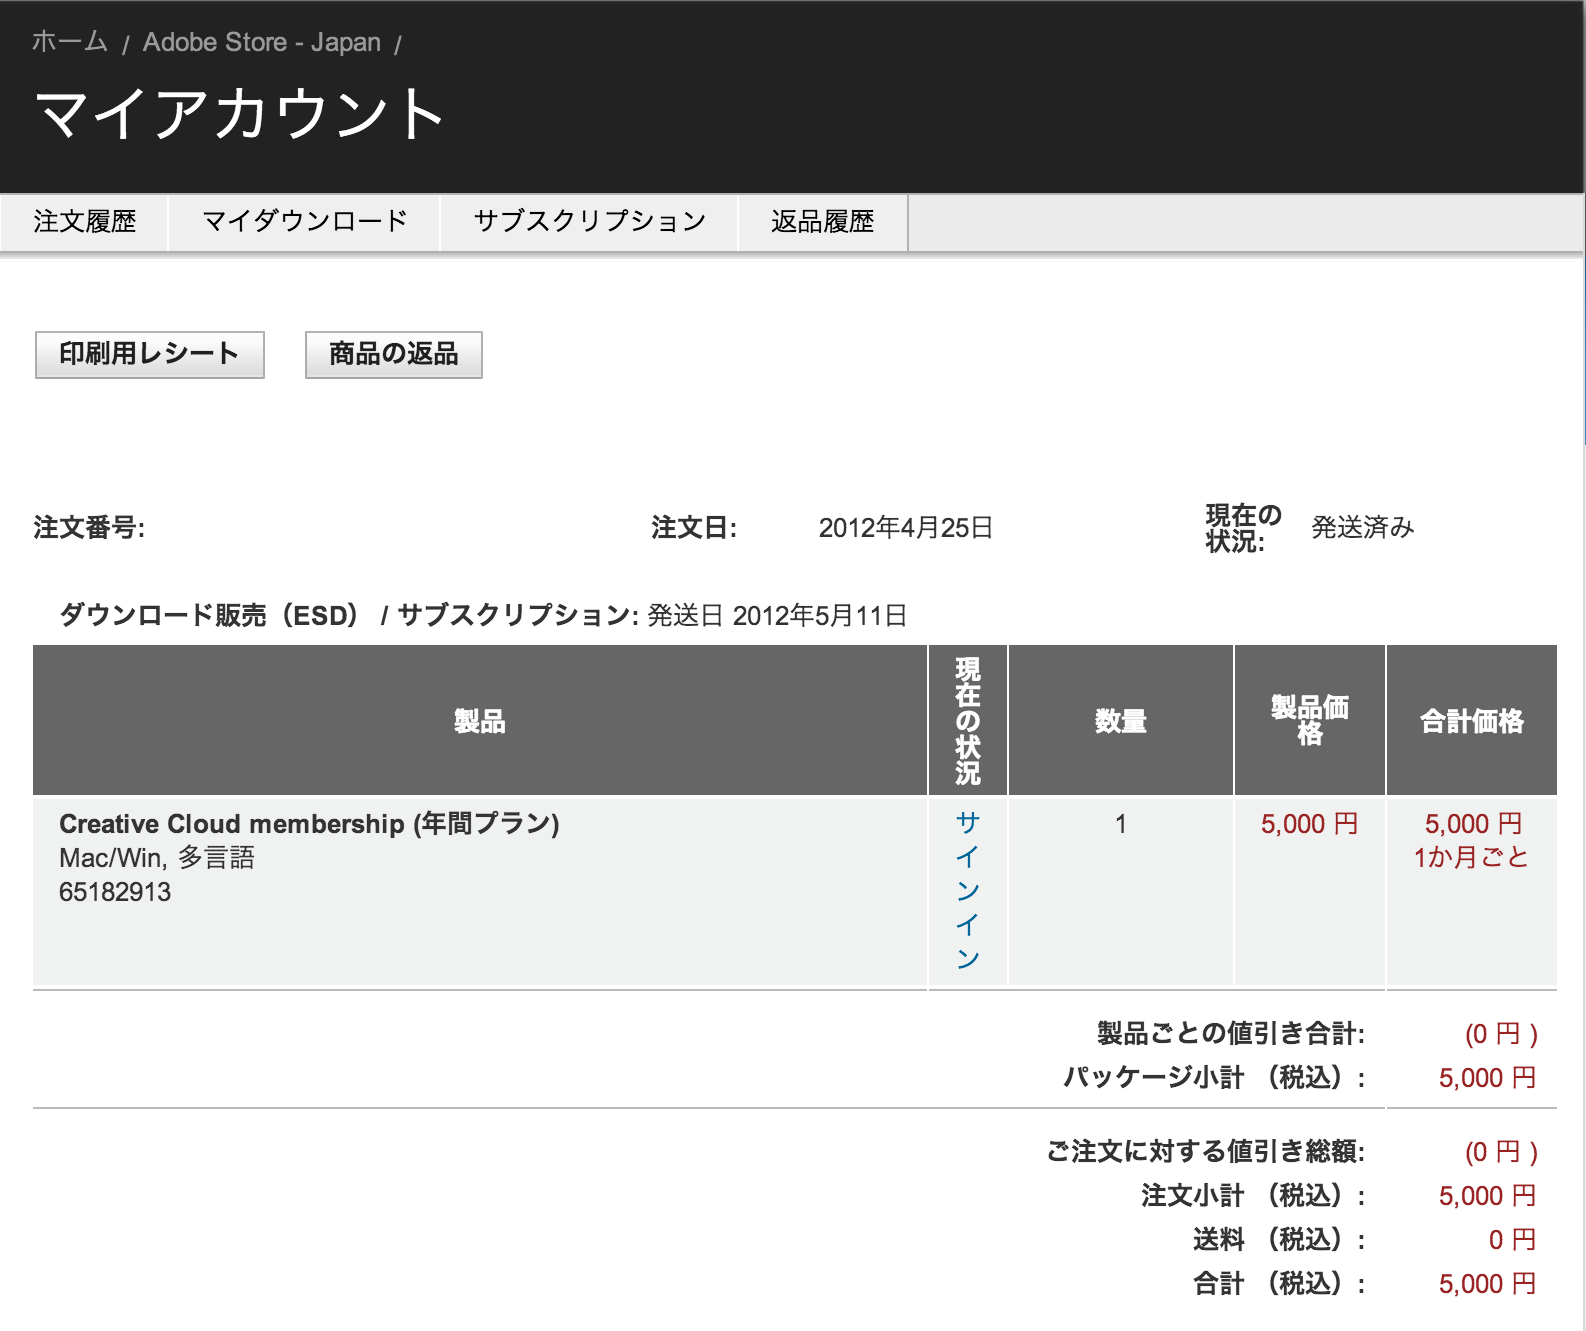 ホーム / Adobe Store - Japan /
マイアカウント
注文履歴 マイダウンロード サブスクリプション 返品履歴
印刷用レシート 商品の返品
注文番号: 注文日: 2012年4月25日 現在の状況: 発送済み
ダウンロード販売（ESD） / サブスクリプション: 発送日 2012年5月11日
製品 現在の状況 数量 製品価格 合計価格
Creative Cloud membership (年間プラン) サインイン 1 5,000 円 5,000 円
Mac/Win, 多言語 1か月ごと
65182913
製品ごとの値引き合計: (0 円 )
パッケージ小計 （税込）: 5,000 円
ご注文に対する値引き総額: (0 円 )
注文小計 （税込）: 5,000 円
送料 （税込）: 0 円
合計 （税込）: 5,000 円